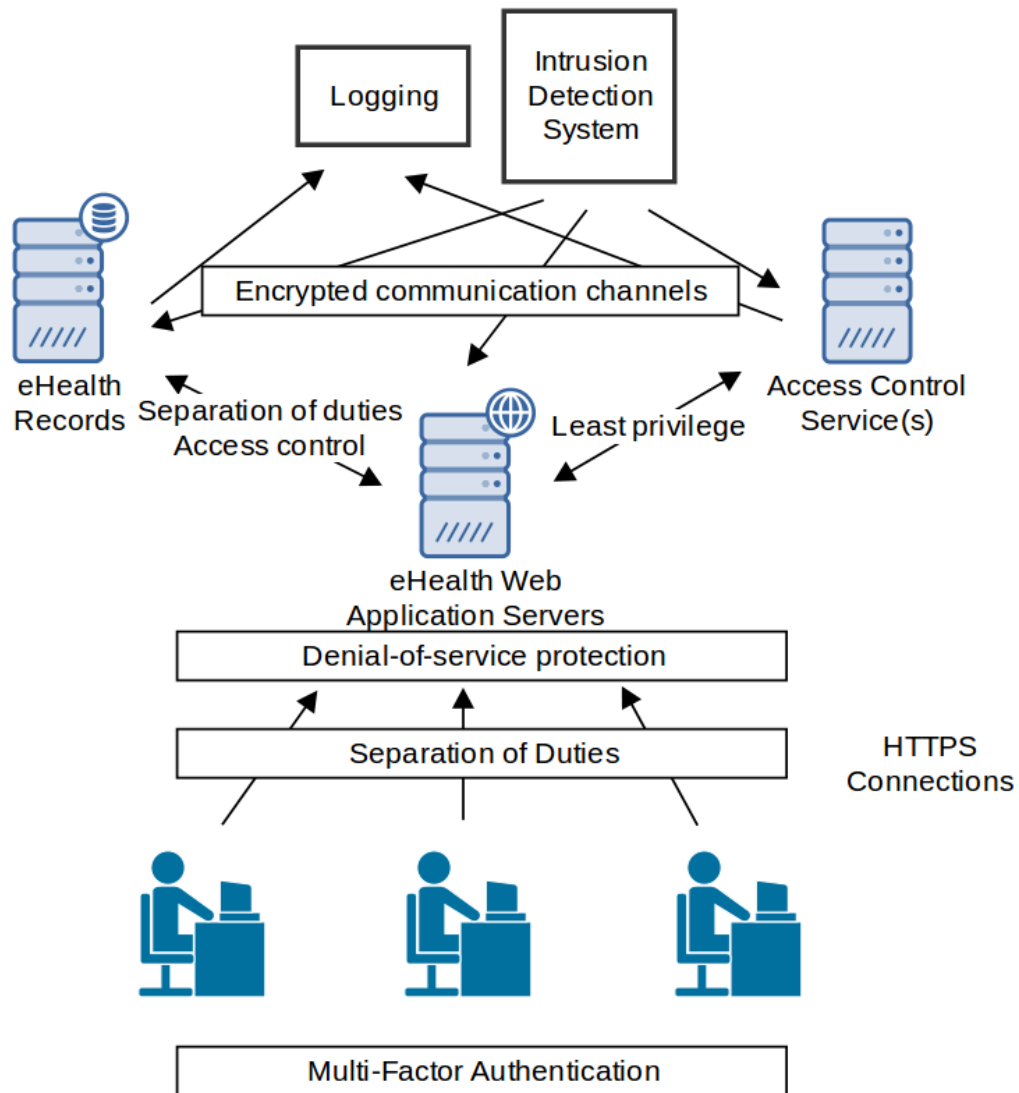 Logging
Intrusion
Detection
System
Encrypted communication channels
eHealth
Records
Separation of duties
Access control
Least privilege
Access Control
Service(s)
eHealth Web
Application Servers
Denial-of-service protection
Separation of Duties
HTTPS
Connections
Multi-Factor Authentication